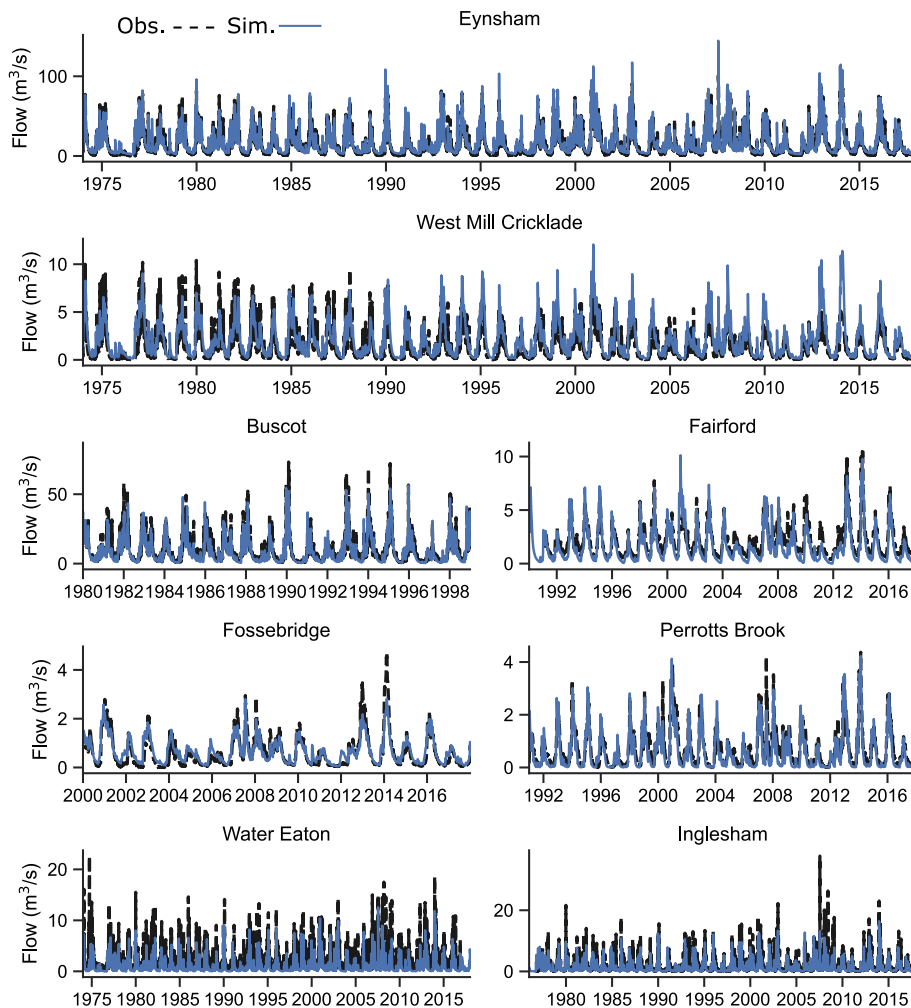 Obs. Sim.
Eynsham
Flow (m³/s)
100
0
1975 1980 1985 1990 1995 2000 2005 2010 2015
West Mill Cricklade
Flow (m³/s)
10
5
0
1975 1980 1985 1990 1995 2000 2005 2010 2015
Buscot
Flow (m³/s)
50
0
1980 1982 1984 1986 1988 1990 1992 1994 1996 1998
Fairford
10
5
0
1992 1996 2000 2004 2008 2012 2016
Fossebridge
Flow (m³/s)
4
2
0
2000 2002 2004 2006 2008 2010 2012 2014 2016
Perrotts Brook
4
2
0
1992 1996 2000 2004 2008 2012 2016
Water Eaton
Flow (m³/s)
20
10
0
1975 1980 1985 1990 1995 2000 2005 2010 2015
Inglesham
20
0
1980 1985 1990 1995 2000 2005 2010 2015